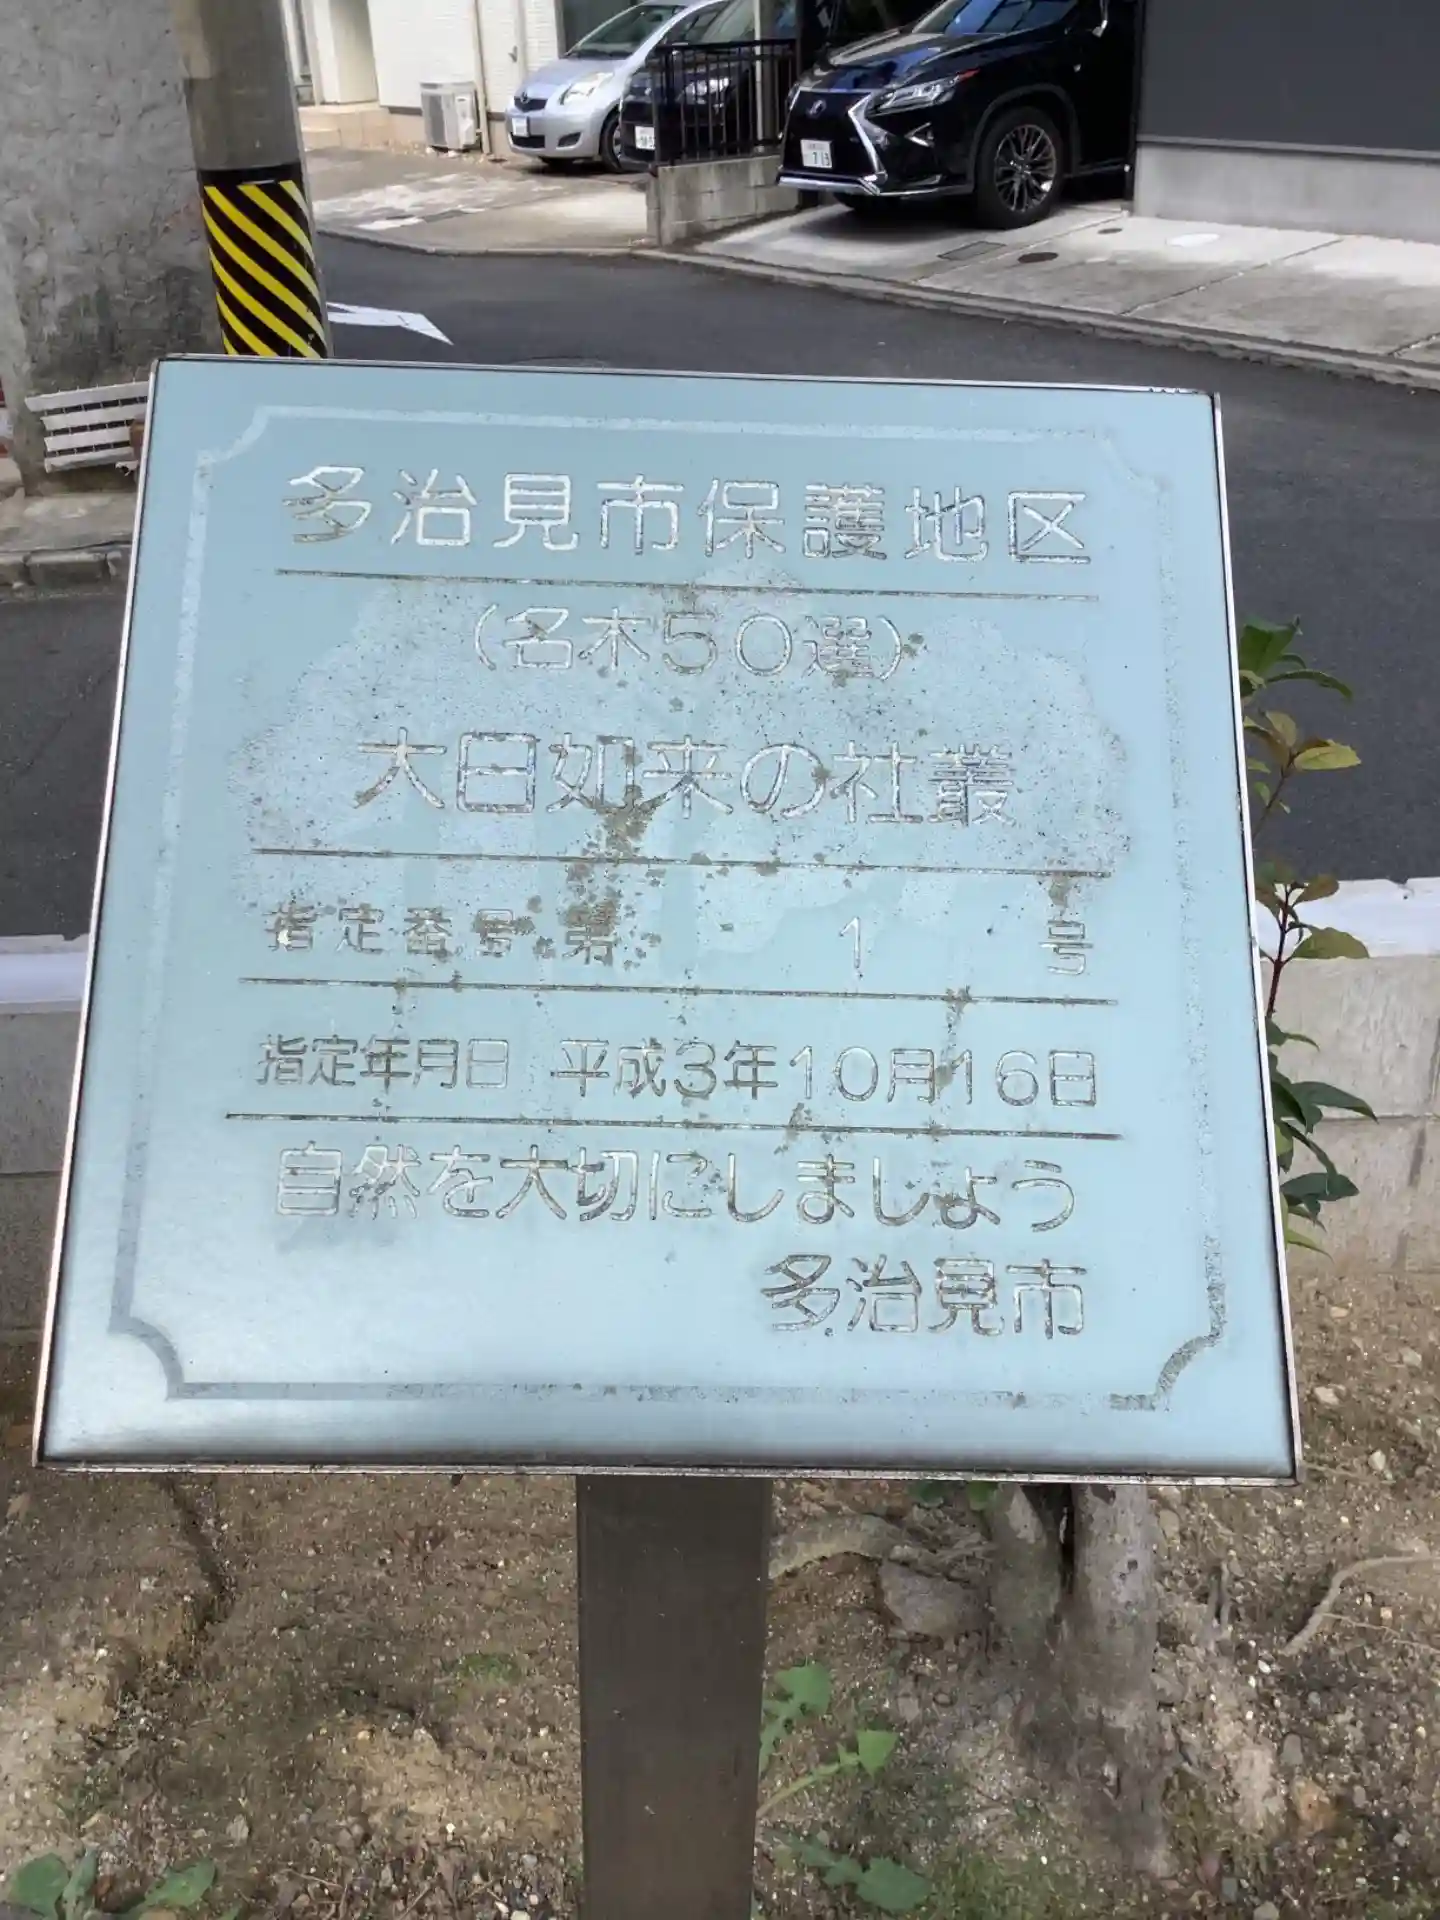 多治見市保護地区
(名木50選)
大日如来の社叢
指定番号 第 1 号
指定年月日 平成3年10月16日
自然を大切にしましょう
多治見市